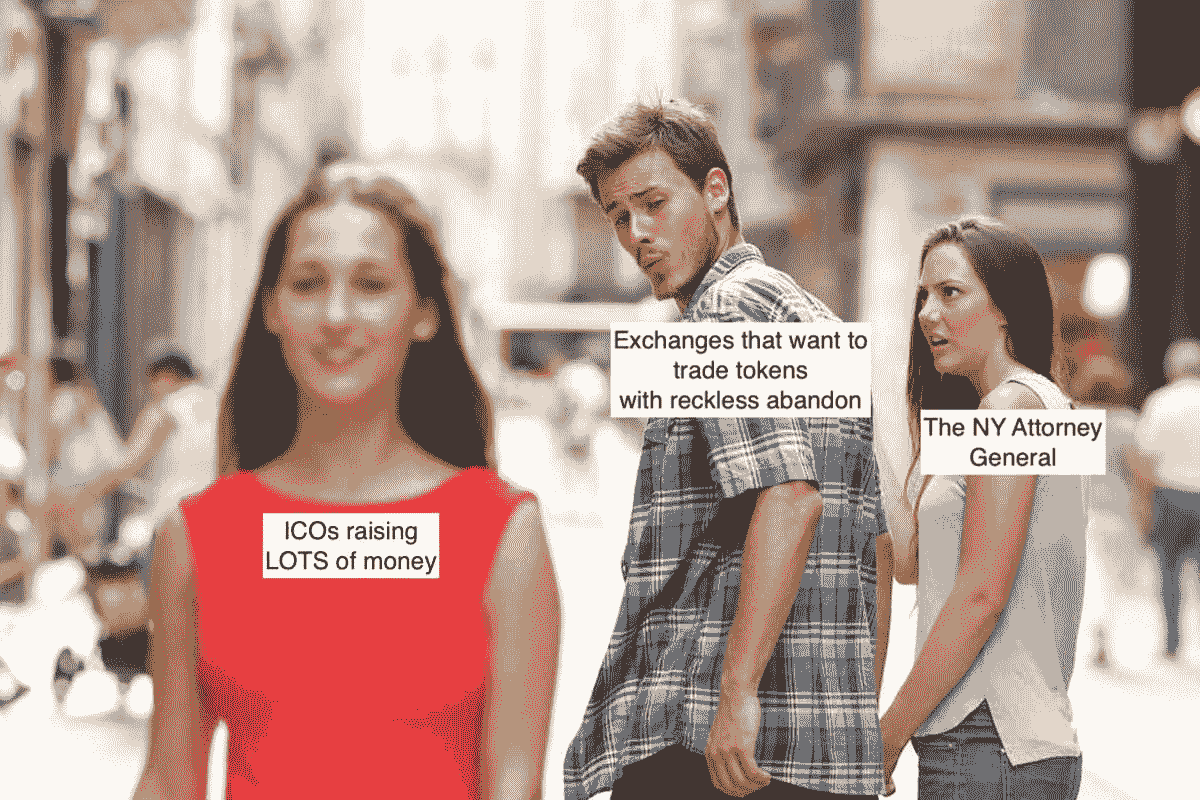 ICOs raising
LOTS of money
Exchanges that want to
trade tokens
with reckless abandon
The NY Attorney
General